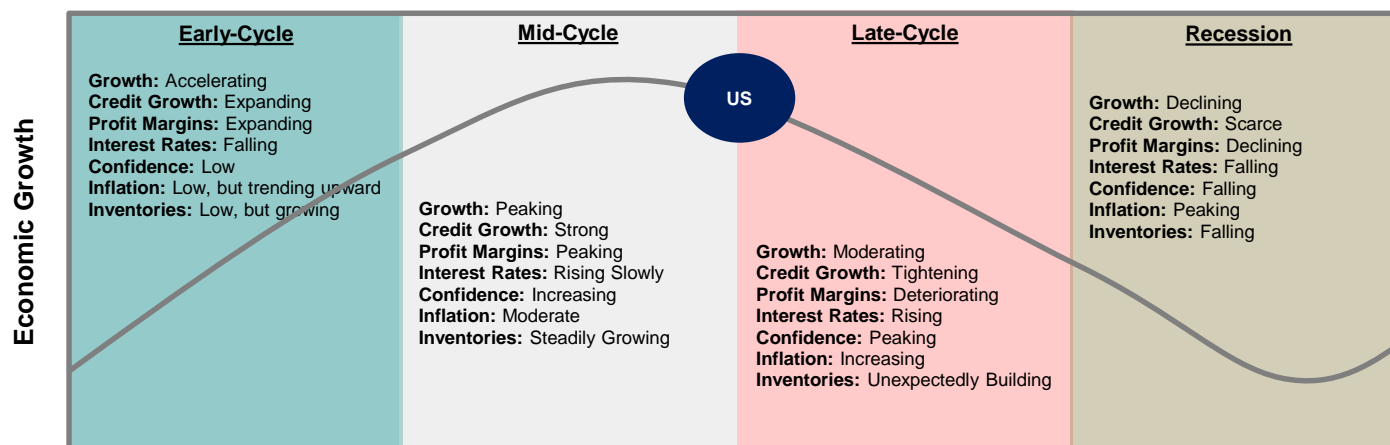 Economic Growth
Early-Cycle
Growth: Accelerating
Credit Growth: Expanding
Profit Margins: Expanding
Interest Rates: Falling
Confidence: Low
Inflation: Low, but trending upward
Inventories: Low, but growing
Mid-Cycle
Growth: Peaking
Credit Growth: Strong
Profit Margins: Peaking
Interest Rates: Rising Slowly
Confidence: Increasing
Inflation: Moderate
Inventories: Steadily Growing
US
Late-Cycle
Growth: Moderating
Credit Growth: Tightening
Profit Margins: Deteriorating
Interest Rates: Rising
Confidence: Peaking
Inflation: Increasing
Inventories: Unexpectedly Building
Recession
Growth: Declining
Credit Growth: Scarce
Profit Margins: Declining
Interest Rates: Falling
Confidence: Falling
Inflation: Peaking
Inventories: Falling